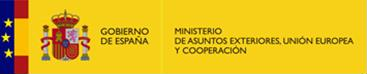 GOBIERNO
DE ESPAÑA
MINISTERIO
DE ASUNTOS EXTERIORES, UNIÓN EUROPEA
Y COOPERACIÓN